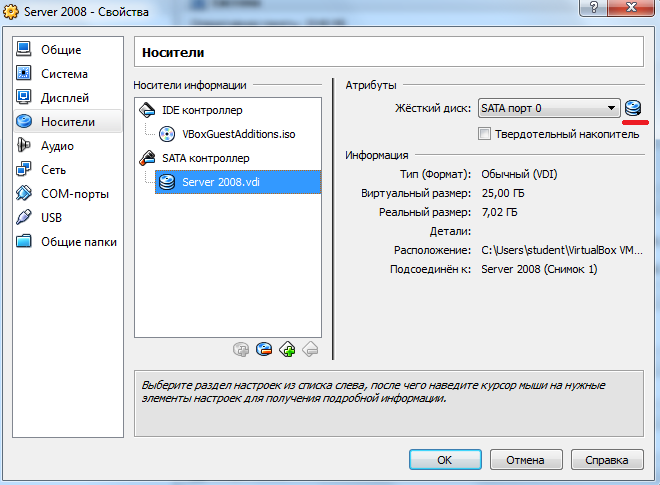 Server 2008 - Свойства
Общие
Система
Дисплей
Носители
Аудио
Сеть
COM-порты
USB
Общие папки
Носители
Носители информации
IDE контроллер
VBoxGuestAdditions.iso
SATA контроллер
Server 2008.vdi
Атрибуты
Жёсткий диск: SATA порт 0
Твердотельный накопитель
Информация
Тип (Формат): Обычный (VDI)
Виртуальный размер: 25,00 ГБ
Реальный размер: 7,02 ГБ
Детали:
Расположение: C:\Users\student\VirtualBox VM...
Подсоединён к: Server 2008 (Снимок 1)
Выберите раздел настроек из списка слева, после чего наведите курсор мыши на нужные
элементы настроек для получения подробной информации.
OK Отмена Справка